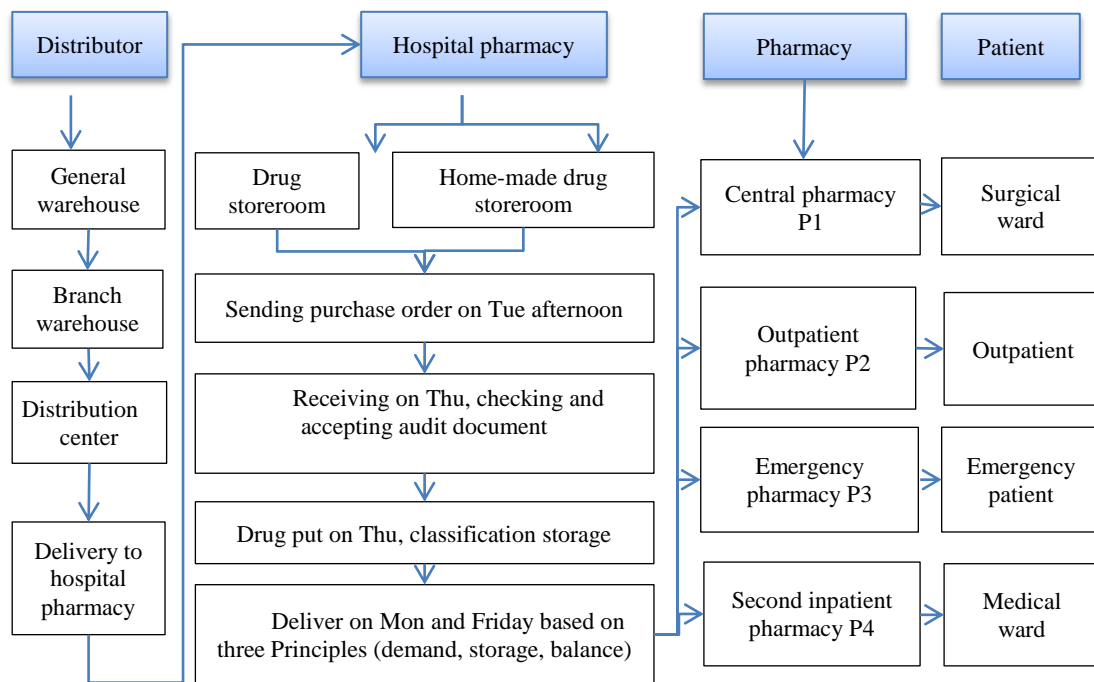 Distributor
Hospital pharmacy
Pharmacy
Patient
General
warehouse
Branch
warehouse
Distribution
center
Delivery to
hospital
pharmacy
Drug
storeroom
Home-made drug
storeroom
Sending purchase order on Tue afternoon
Receiving on Thu, checking and
accepting audit document
Drug put on Thu, classification storage
Deliver on Mon and Friday based on
three Principles (demand, storage, balance)
Central pharmacy
P1
Outpatient
pharmacy P2
Emergency
pharmacy P3
Second inpatient
pharmacy P4
Surgical
ward
Outpatient
Emergency
patient
Medical
ward